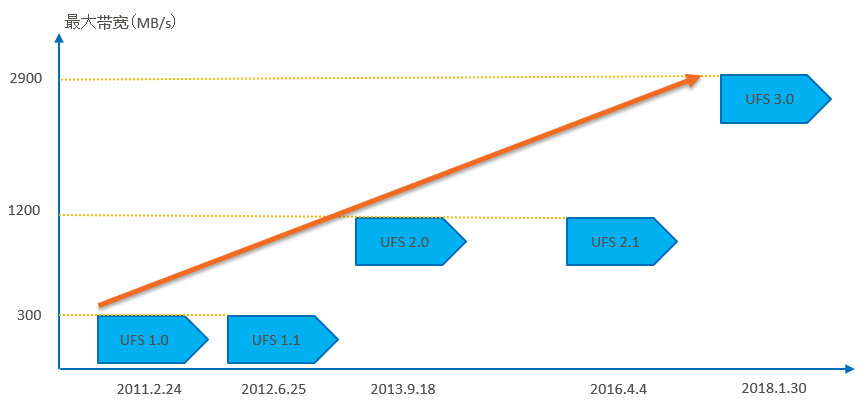 最大带宽(MB/s)
2900
UFS 3.0
1200
UFS 2.0
UFS 2.1
300
UFS 1.0
UFS 1.1
2011.2.24
2012.6.25
2013.9.18
2016.4.4
2018.1.30